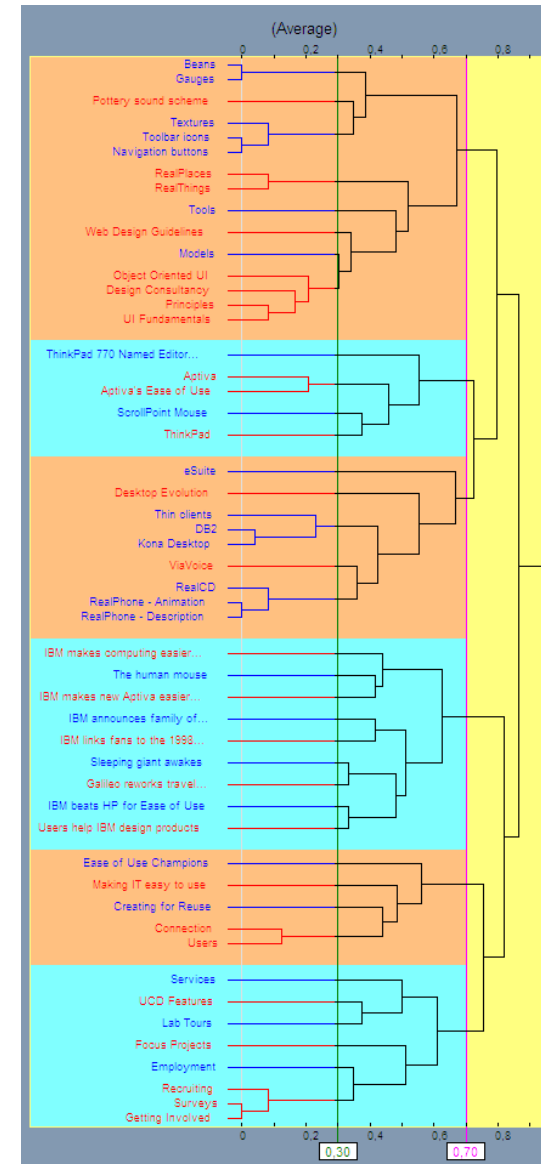 (Average)
0 0,2 0,4 0,6 0,8
Beans
Gauges
Pottery sound scheme
Textures
Toolbar icons
Navigation buttons
RealPlaces
RealThings
Tools
Web Design Guidelines
Models
Object Oriented UI
Design Consultancy
Principles
UI Fundamentals
ThinkPad 770 Named Editor...
Aptiva
Aptiva's Ease of Use
ScrollPoint Mouse
ThinkPad
eSuite
Desktop Evolution
Thin clients
DB2
Kona Desktop
ViaVoice
RealCD
RealPhone - Animation
RealPhone - Description
IBM makes computing easier...
The human mouse
IBM makes new Aptiva easier...
IBM announces family of...
IBM links fans to the 1998...
Sleeping giant awakes
Galileo reworks travel...
IBM beats HP for Ease of Use
Users help IBM design products
Ease of Use Champions
Making IT easy to use
Creating for Reuse
Connection
Users
Services
UCD Features
Lab Tours
Focus Projects
Employment
Recruiting
Surveys
Getting Involved
0 0,2 0,4 0,6 0,8
0,30 0,70